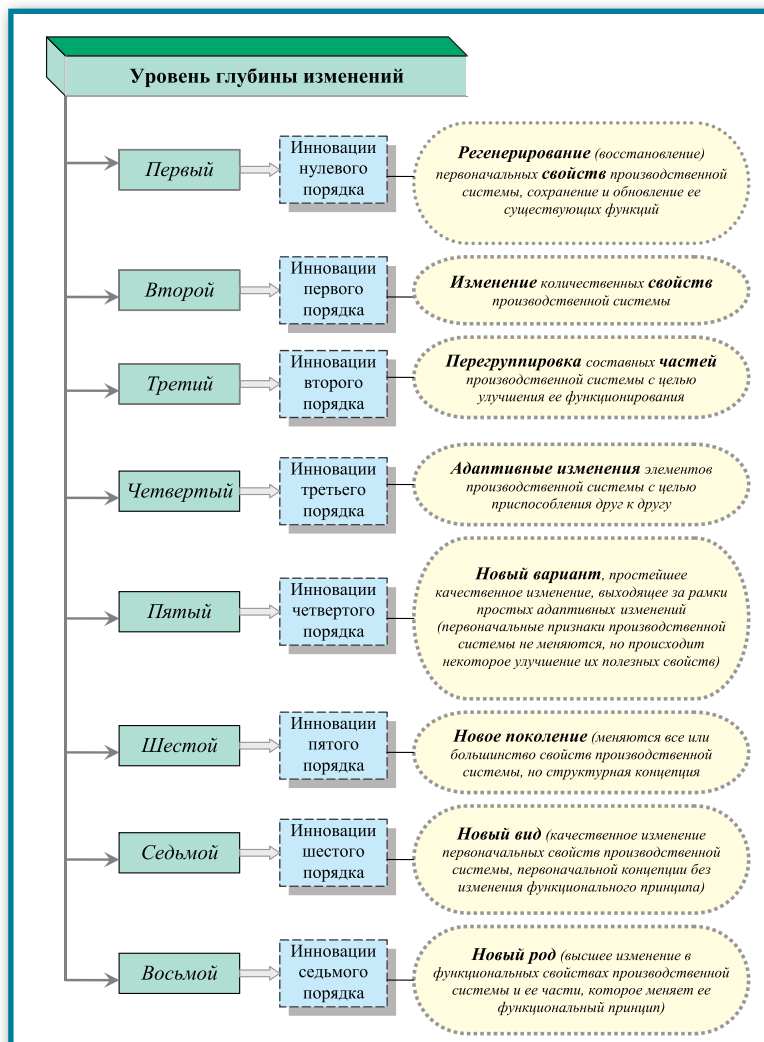 Уровень глубины изменений
Первый
Инновации
нулевого
порядка
Регенерирование (восстановление)
первоначальных свойств производственной
системы, сохранение и обновление ее
существующих функций
Второй
Инновации
первого
порядка
Изменение количественных свойств
производственной системы
Третий
Инновации
второго
порядка
Перегруппировка составных частей
производственной системы с целью
улучшения ее функционирования
Четвертый
Инновации
третьего
порядка
Адаптивные изменения элементов
производственной системы с целью
приспособления друг к другу
Пятый
Инновации
четвертого
порядка
Новый вариант, простейшее
качественное изменение, выходящее за рамки
простых адаптивных изменений
(первоначальные признаки производственной
системы не меняются, но происходит
некоторое улучшение их полезных свойств)
Шестой
Инновации
пятого
порядка
Новое поколение (меняются все или
большинство свойств производственной
системы, но структурная концепция
Седьмой
Инновации
шестого
порядка
Новый вид (качественное изменение
первоначальных свойств производственной
системы, первоначальной концепции без
изменения функционального принципа)
Восьмой
Инновации
седьмого
порядка
Новый род (высшее изменение в
функциональных свойствах производственной
системы и ее части, которое меняет ее
функциональный принцип)